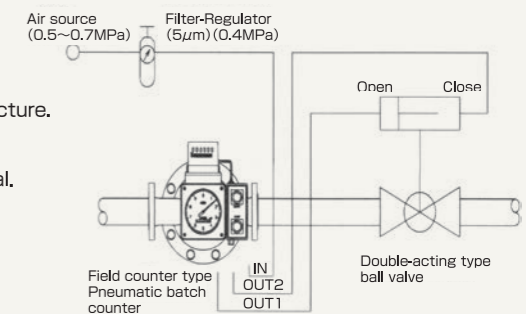 Air source
(0.5～0.7MPa)
Filter-Regulator
(5μm)(0.4MPa)
cture.
al.
Open
Close
IN
OUT2
OUT1
Field counter type
Pneumatic batch
counter
Double-acting type
ball valve